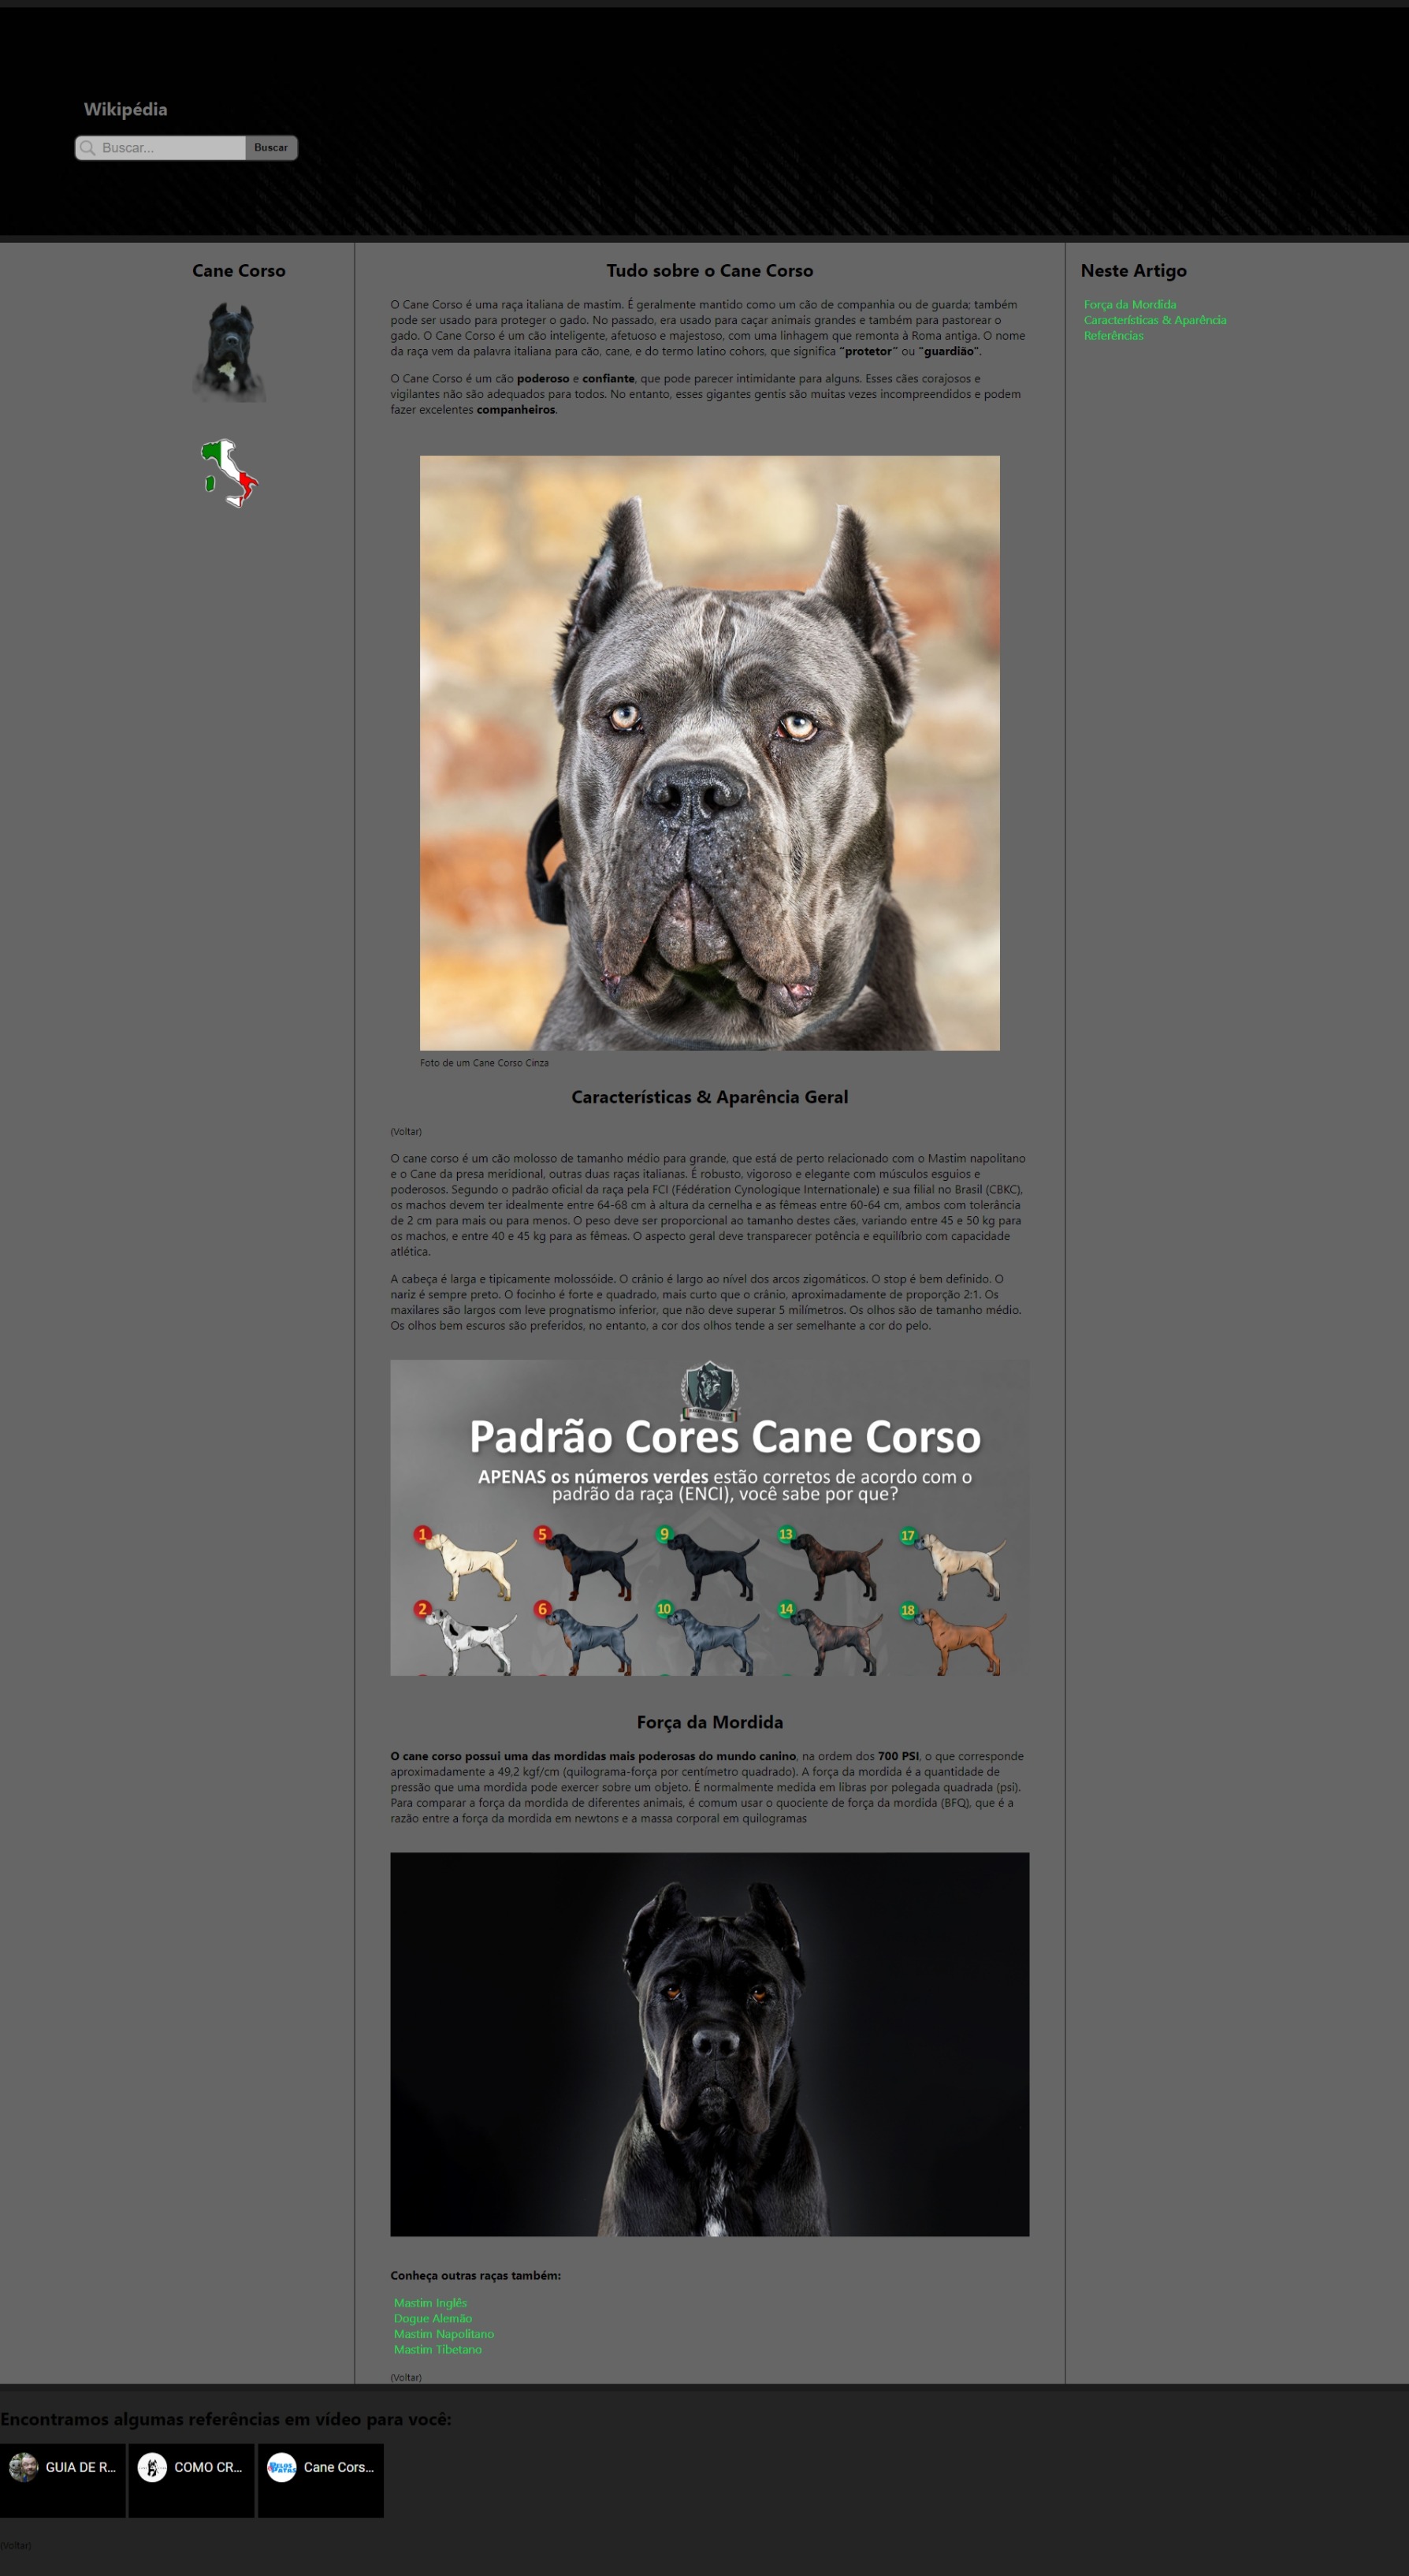 Wikipédia
Buscar...
Buscar
Cane Corso
Tudo sobre o Cane Corso
O Cane Corso é uma raça italiana de mastim. É geralmente mantido como um cão de companhia ou de guarda; também
pode ser usado para proteger o gado. No passado, era usado para caçar animais grandes e também para pastorear o
gado. O Cane Corso é um cão inteligente, afetuoso e majestoso, com uma linhagem que remonta à Roma antiga. O nome
da raça vem da palavra italiana para cão, cane, e do termo latino cohors, que significa "protetor" ou "guardião".
O Cane Corso é um cão poderoso e confiante, que pode parecer intimidante para alguns. Esses cães corajosos e
vigilantes não são adequados para todos. No entanto, esses gigantes gentis são muitas vezes incompreendidos e podem
fazer excelentes companheiros.
Foto de um Cane Corso Cinza
Características & Aparência Geral
(Voltar)
O cane corso é um cão molosso de tamanho médio para grande, que está de perto relacionado com o Mastim napolitano
e o Cane da presa meridional, outras duas raças italianas. É robusto, vigoroso e elegante com músculos esguios e
poderosos. Segundo o padrão oficial da raça pela FCI (Fédération Cynologique Internationale) e sua filial no Brasil (CBKC),
os machos devem ter idealmente entre 64-68 cm à altura da cernelha e as fêmeas entre 60-64 cm, ambos com tolerância
de 2 cm para mais ou para menos. O peso deve ser proporcional ao tamanho destes cães, variando entre 45 e 50 kg para
os machos, e entre 40 e 45 kg para as fêmeas. O aspecto geral deve transparecer potência e equilíbrio com capacidade
atlética.
A cabeça é larga e tipicamente molossóide. O crânio é largo ao nível dos arcos zigomáticos. O stop é bem definido. O
nariz é sempre preto. O focinho é forte e quadrado, mais curto que o crânio, aproximadamente de proporção 2:1. Os
maxilares são largos com leve prognatismo inferior, que não deve superar 5 milímetros. Os olhos são de tamanho médio.
Os olhos bem escuros são preferidos, no entanto, a cor dos olhos tende a ser semelhante a cor do pelo.
Padrão Cores Cane Corso
APENAS os números verdes estão corretos de acordo com o
padrão da raça (ENCI), você sabe por que?
1 5 9 13 17
2 6 10 14 18
Força da Mordida
O cane corso possui uma das mordidas mais poderosas do mundo canino, na ordem dos 700 PSI, o que corresponde
aproximadamente a 49,2 kgf/cm (quilograma-força por centímetro quadrado). A força da mordida é a quantidade de
pressão que uma mordida pode exercer sobre um objeto. É normalmente medida em libras por polegada quadrada (psi).
Para comparar a força da mordida de diferentes animais, é comum usar o quociente de força da mordida (BFQ), que é a
razão entre a força da mordida em newtons e a massa corporal em quilogramas
Conheça outras raças também:
Mastim Inglês
Dogue Alemão
Mastim Napolitano
Mastim Tibetano
(Voltar)
Neste Artigo
Força da Mordida
Características & Aparência
Referências
Encontramos algumas referências em vídeo para você:
GUIA DE R...
COMO CR...
Cane Cors...
(Voltar)